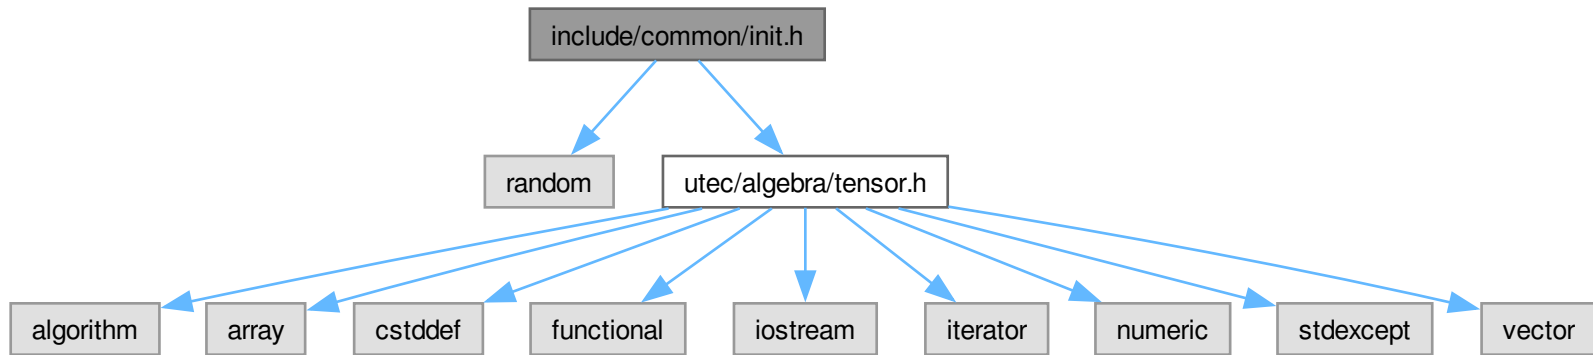 include/common/init.h
random
utec/algebra/tensor.h
algorithm
array
cstddef
functional
iostream
iterator
numeric
stdexcept
vector